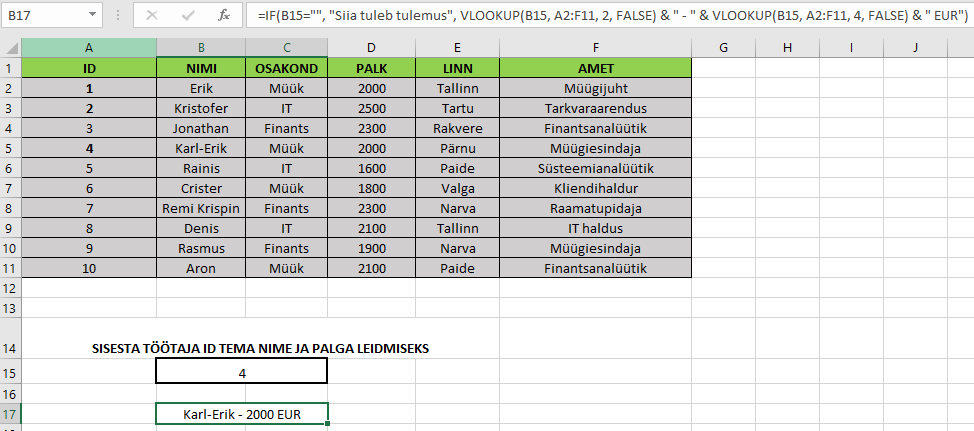 B17 fx =IF(B15="", "Siia tuleb tulemus", VLOOKUP(B15, A2:F11, 2, FALSE) & " - " & VLOOKUP(B15, A2:F11, 4, FALSE) & " EUR")
A B C D E F G H I J
1 ID NIMI OSAKOND PALK LINN AMET
2 1 Erik Müük 2000 Tallinn Müügijuht
3 2 Kristofer IT 2500 Tartu Tarkvaraarendus
4 3 Jonathan Finants 2300 Rakvere Finantsanalüütik
5 4 Karl-Erik Müük 2000 Pärnu Müügiesindaja
6 5 Rainis IT 1600 Paide Süsteemianalüütik
7 6 Crister Müük 1800 Valga Kliendihaldur
8 7 Remi Krispin Finants 2300 Narva Raamatupidaja
9 8 Denis IT 2100 Tallinn IT haldus
10 9 Rasmus Finants 1900 Narva Müügiesindaja
11 10 Aron Müük 2100 Paide Finantsanalüütik
12
13
14 SISESTA TÖÖTAJA ID TEMA NIME JA PALGA LEIDMISEKS
15 4
16
17 Karl-Erik - 2000 EUR